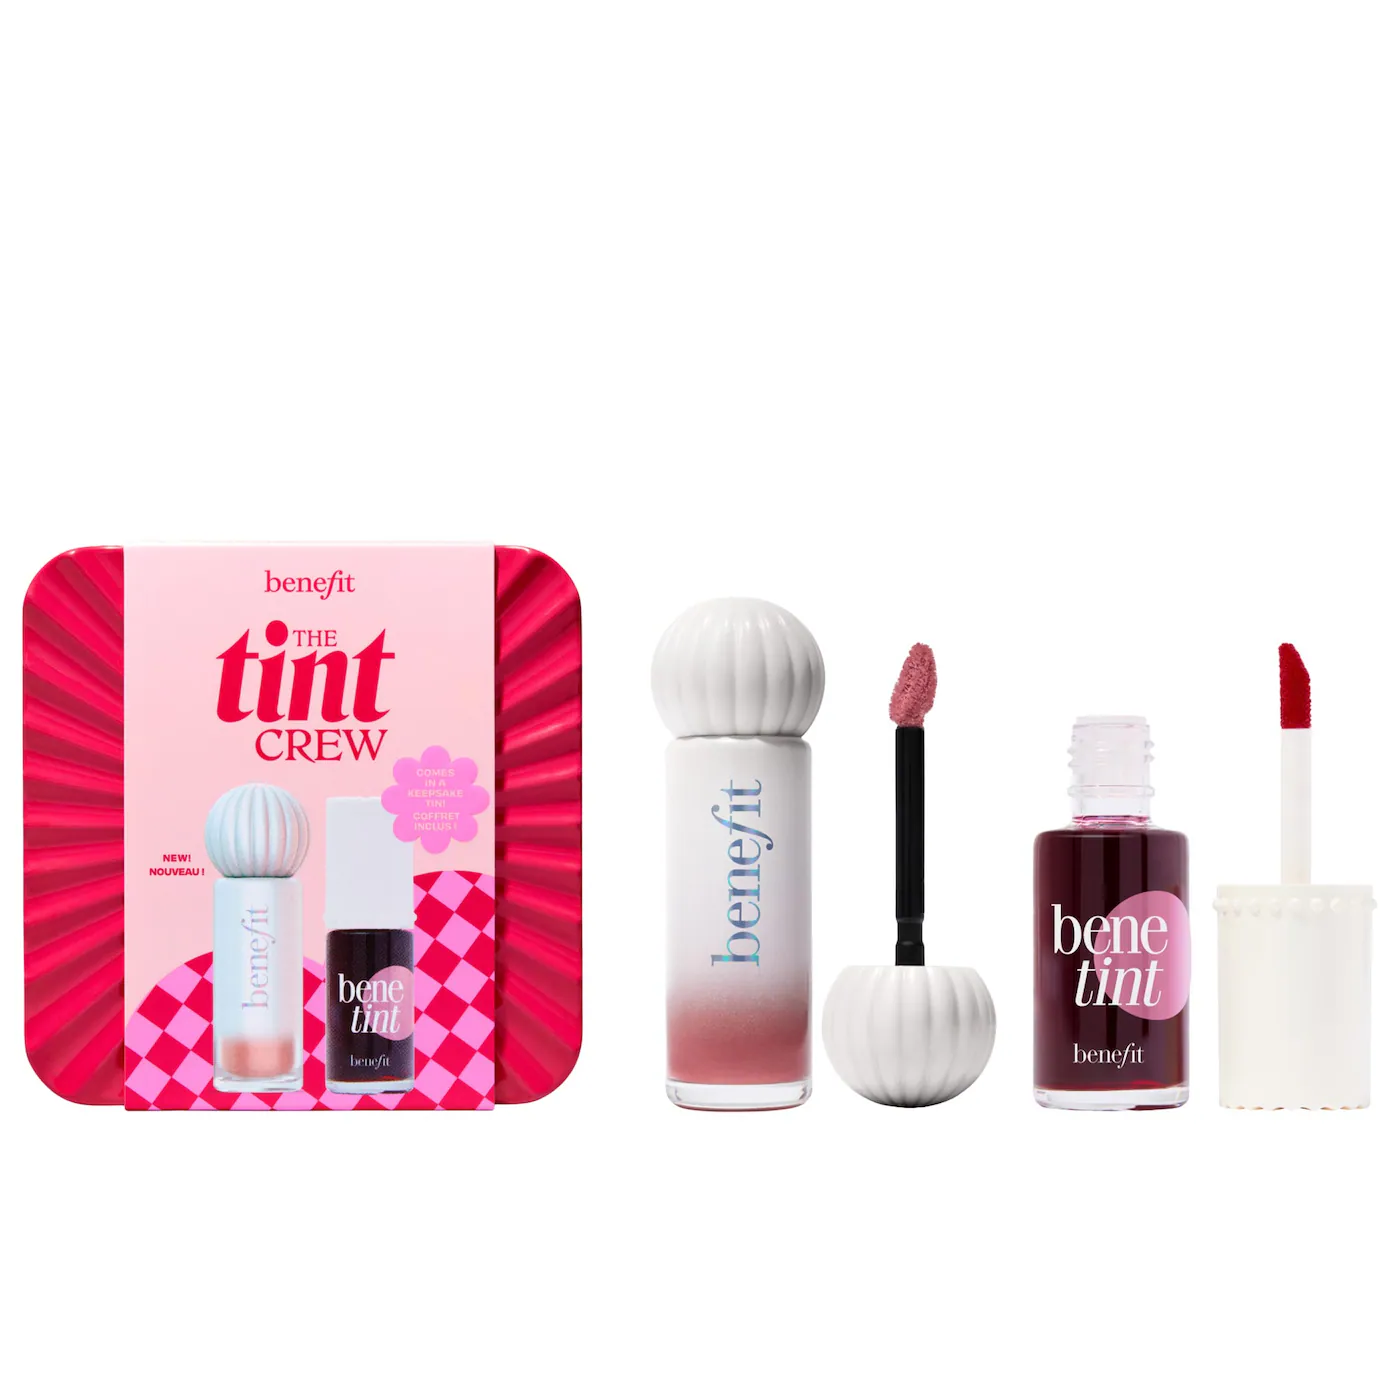 benefit
THE
tint
CREW
COMES
IN A
KEEPSAKE
TIN!
COFFRET
INCLUS !
NEW!
NOUVEAU !
benefit
bene
tint
benefit
benefit
bene
tint
benefit